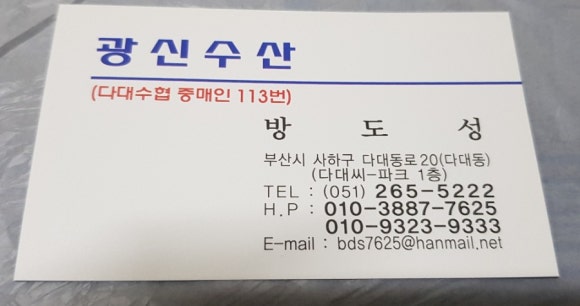 광신수산
(다대수협 중매인 113번)
방 도 성
부산시 사하구 다대동로20(다대동)
(다대씨-파크 1층)
TEL : (051) 265-5222
H.P : 010-3887-7625
010-9323-9333
E-mail : bds7625@hanmail.net